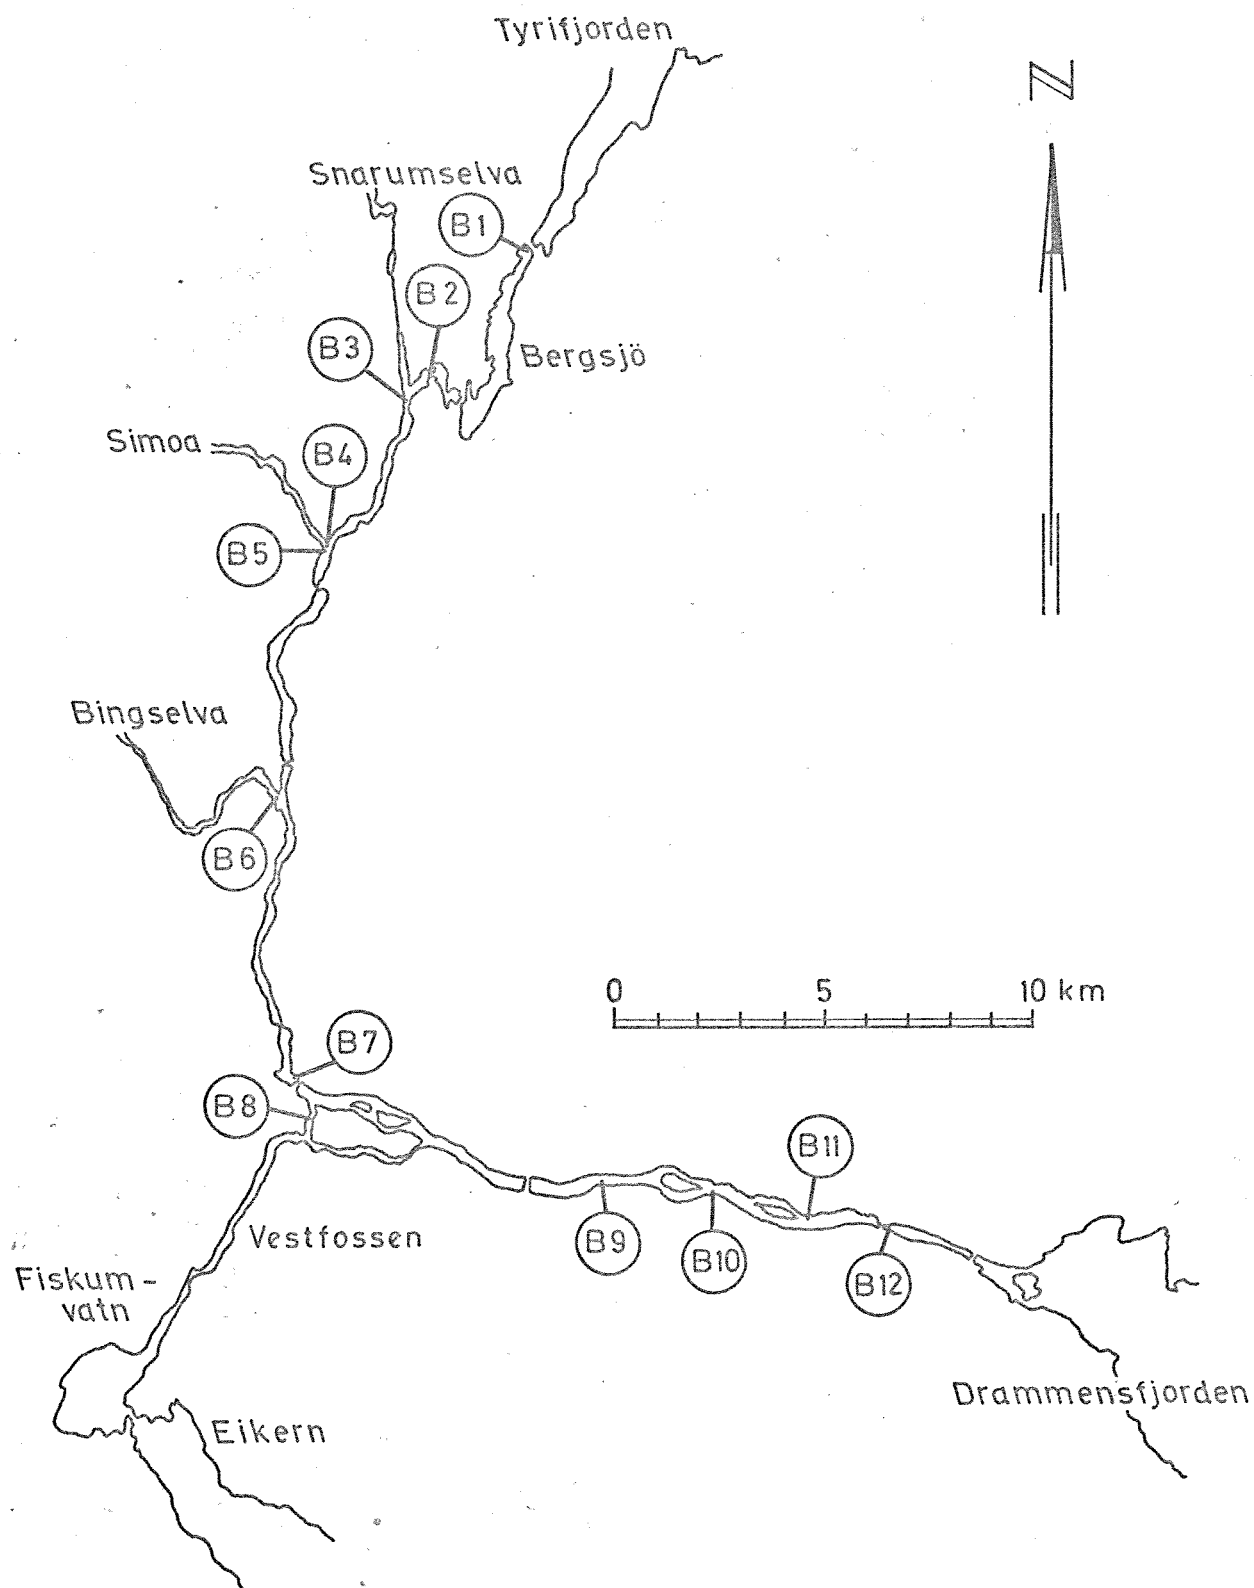 Tyrifjorden
N
Snarumselva
B1
B2
B3
Bergsjö
Simoa
B4
B5
Bingselva
B6
0 5 10 km
B7
B8
B11
B9
B10
B12
Vestfossen
Fiskum-
vatn
Drammensfjorden
Eikern